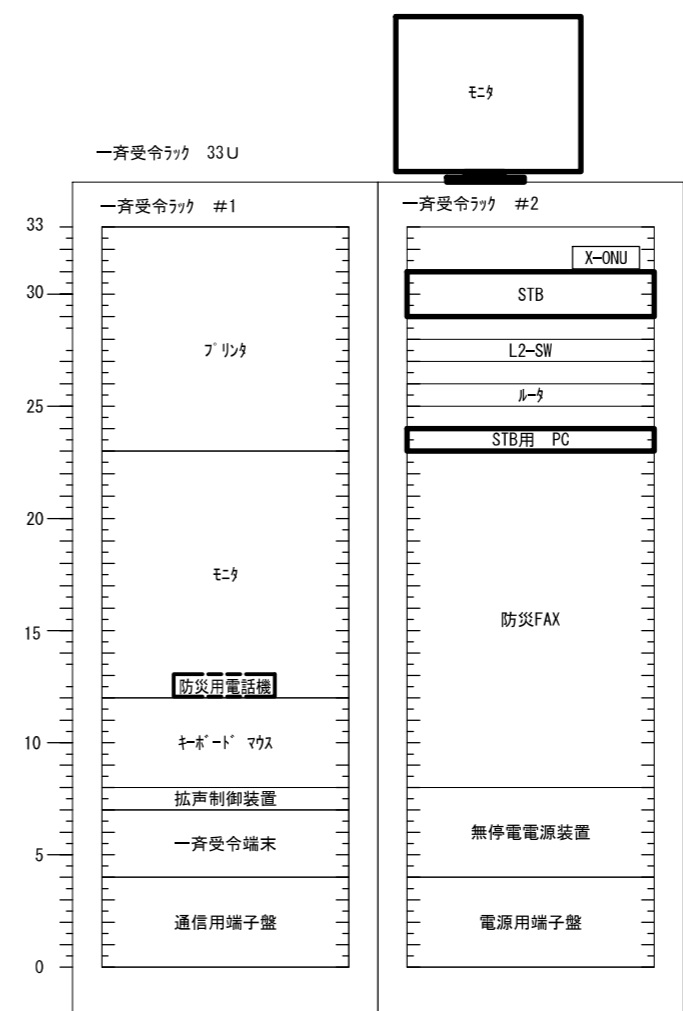 ﾓﾆﾀ
一斉受令ﾗｯｸ 33U
一斉受令ﾗｯｸ #1
一斉受令ﾗｯｸ #2
33
X-ONU
30
STB
ﾌﾟﾘﾝﾀ
L2-SW
ﾙｰﾀ
25
STB用 PC
20
ﾓﾆﾀ
防災FAX
15
防災用電話機
10
ｷｰﾎﾞｰﾄﾞ ﾏｳｽ
拡声制御装置
無停電電源装置
一斉受令端末
5
通信用端子盤
電源用端子盤
0